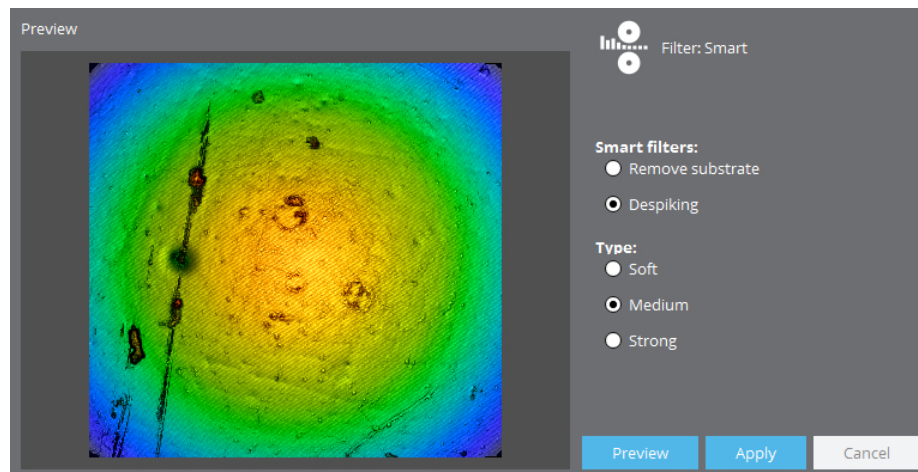 Preview
Filter: Smart
Smart filters:
Remove substrate
Despiking
Type:
Soft
Medium
Strong
Preview
Apply
Cancel